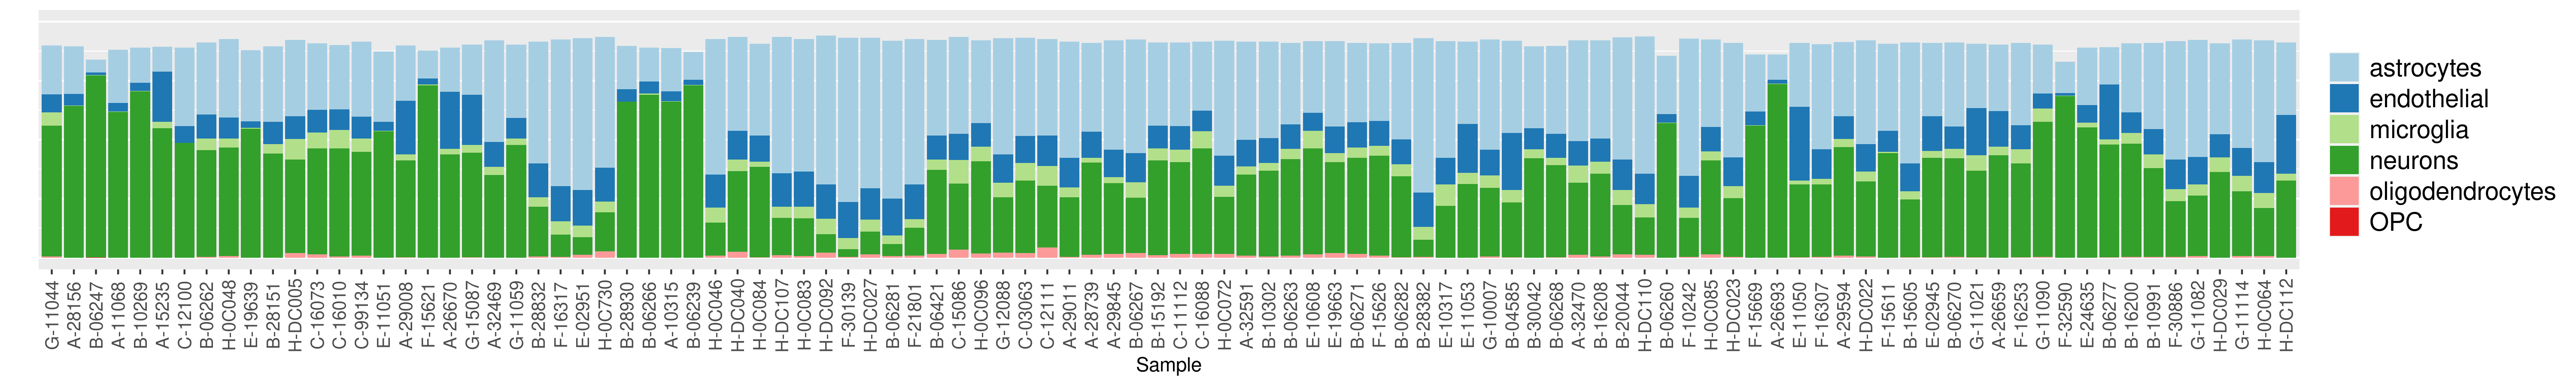 astrocytes
endothelial
microglia
neurons
oligodendrocytes
OPC
G-11044
A-28156
B-06247
A-11068
B-10269
A-15235
C-12100
B-06262
H-0C048
E-19639
B-28151
H-DC005
C-16073
C-16010
C-99134
E-11051
A-29008
F-15621
A-26670
G-15087
A-32469
G-11059
B-28832
F-16317
E-02951
H-0C730
B-28930
B-06266
A-10315
B-06239
H-0C046
H-DC040
H-0C084
H-DC107
H-0C083
H-DC092
F-30139
H-DC027
B-06281
F-21801
B-06421
C-15086
H-0C096
G-12088
C-03063
C-12111
A-29011
A-28739
A-29845
B-06267
B-15192
C-11112
C-16088
H-0C072
A-32591
B-10302
B-06263
E-10608
E-19663
B-06271
F-15626
B-06282
B-28382
E-10317
E-11053
G-10007
B-04585
B-30042
B-06268
A-32470
B-16208
B-20044
H-DC110
B-06260
F-10242
H-0C085
H-DC023
F-15669
A-26693
E-11050
F-16307
A-29594
H-DC022
F-15611
B-15605
E-02945
B-06270
G-11021
A-26659
F-16253
G-11090
F-32590
E-24635
B-06277
B-16200
B-10991
F-30886
G-11082
H-DC029
G-11114
H-0C064
H-DC112
Sample